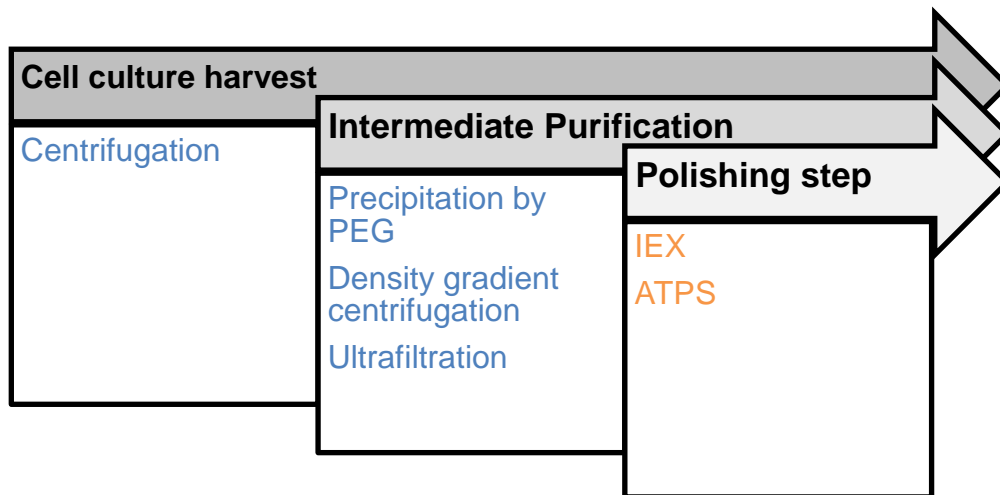 Cell culture harvest
Centrifugation
Intermediate Purification
Precipitation by
PEG
Density gradient
centrifugation
Ultrafiltration
Polishing step
IEX
ATPS